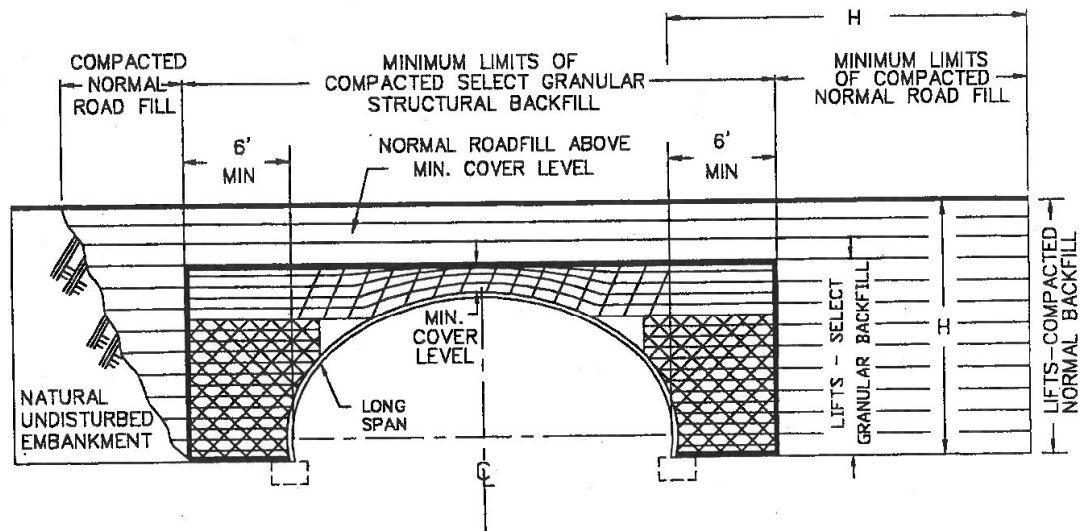 H
COMPACTED
NORMAL
ROAD FILL
MINIMUM LIMITS OF
COMPACTED SELECT GRANULAR
STRUCTURAL BACKFILL
MINIMUM LIMITS
OF COMPACTED
NORMAL ROAD FILL
6'
MIN
NORMAL ROADFILL ABOVE
MIN. COVER LEVEL
6'
MIN
MIN.
COVER
LEVEL
LONG
SPAN
NATURAL
UNDISTURBED
EMBANKMENT
LIFTS - SELECT
GRANULAR BACKFILL
H
LIFTS-COMPACTED
NORMAL BACKFILL
℄